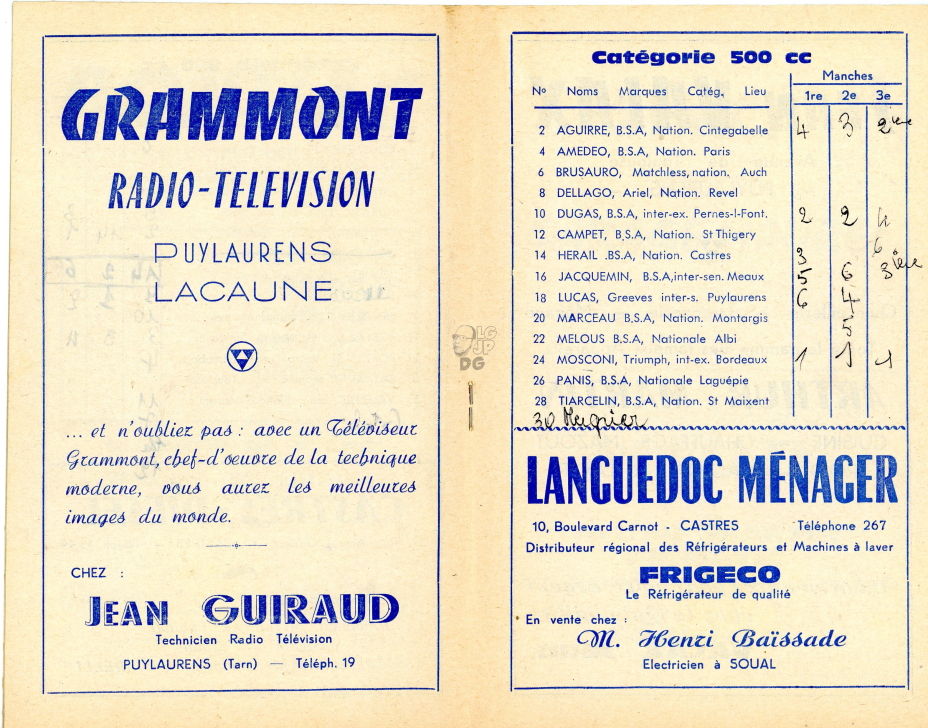 GRAMMONT
RADIO-TELEVISION
PUYLAURENS
LACAUNE
... et n'oubliez pas : avec un Téléviseur
Grammont, chef-d'oeuvre de la technique
moderne, vous aurez les meilleures
images du monde.
CHEZ :
JEAN GUIRAUD
Technicien Radio Télévision
PUYLAURENS (Tarn) — Téléph. 19
LG
JP
DG
Catégorie 500 cc
Manches
No Noms Marques Catég. Lieu 1re 2e 3e
2 AGUIRRE, B.S.A, Nation. Cintegabelle 4 3 2ième
4 AMEDEO, B.S.A, Nation. Paris
6 BRUSAURO, Matchless, nation. Auch
8 DELLAGO, Ariel, Nation. Revel
10 DUGAS, B.S.A, inter-ex. Pernes-l-Font. 2 2 4
12 CAMPET, B.S.A, Nation. St Thigery
14 HERAIL .BS.A, Nation. Castres 3 6
16 JACQUEMIN, B.S.A,inter-sen. Meaux 5 6 3ième
18 LUCAS, Greeves inter-s. Puylaurens 6 4
20 MARCEAU B.S.A, Nation. Montargis
5
22 MELOUS B.S.A, Nationale Albi
24 MOSCONI, Triumph, int-ex. Bordeaux 1 1 1
26 PANIS, B.S.A, Nationale Laguépie
28 TIARCELIN, B.S.A, Nation. St Maixent
30
LANGUEDOC MÉNAGER
10, Boulevard Carnot - CASTRES Téléphone 267
Distributeur régional des Réfrigérateurs et Machines à laver
FRIGECO
Le Réfrigérateur de qualité
En vente chez :
M. Henri Baïssade
Electricien à SOUAL